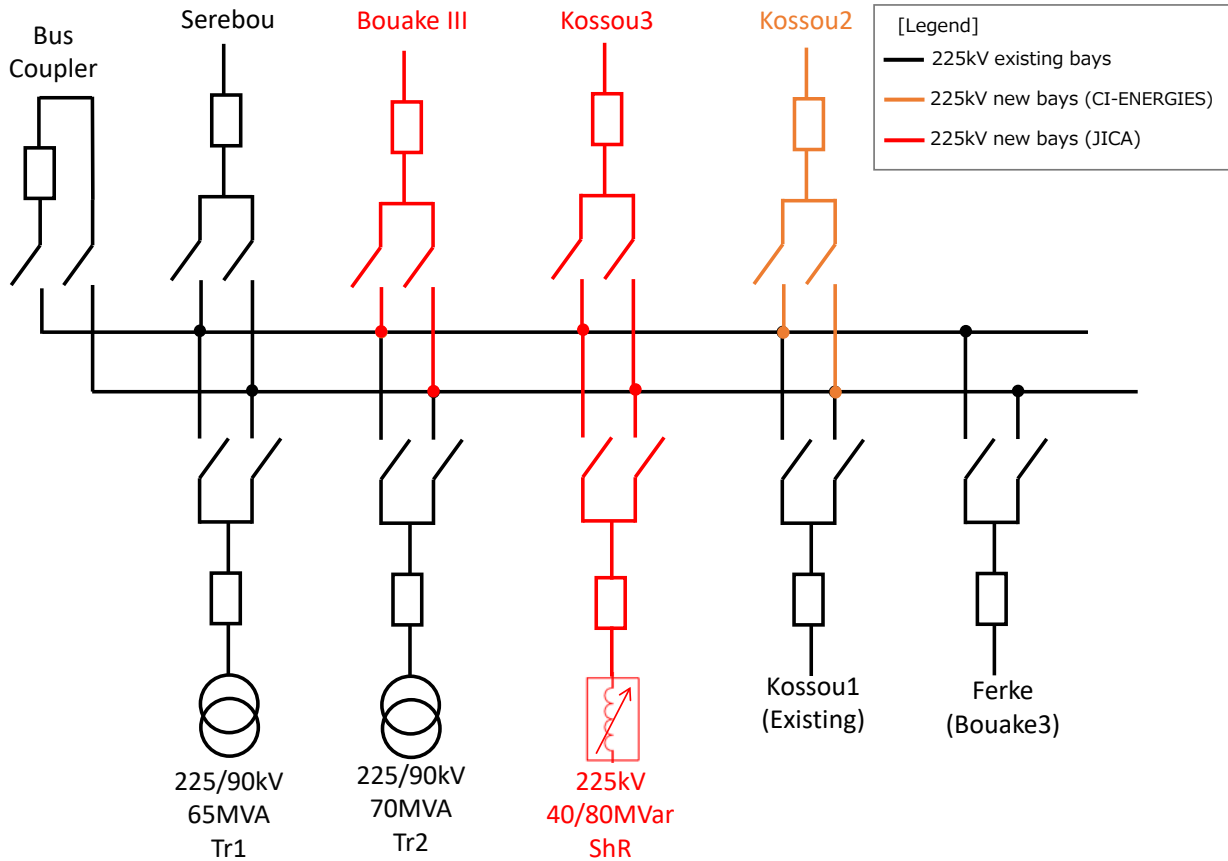 Bus
Coupler
Serebou
Bouake III
Kossou3
Kossou2
[Legend]
225kV existing bays
225kV new bays (CI-ENERGIES)
225kV new bays (JICA)
225/90kV
65MVA
Tr1
225/90kV
70MVA
Tr2
225kV
40/80MVar
ShR
Kossou1
(Existing)
Ferke
(Bouake3)